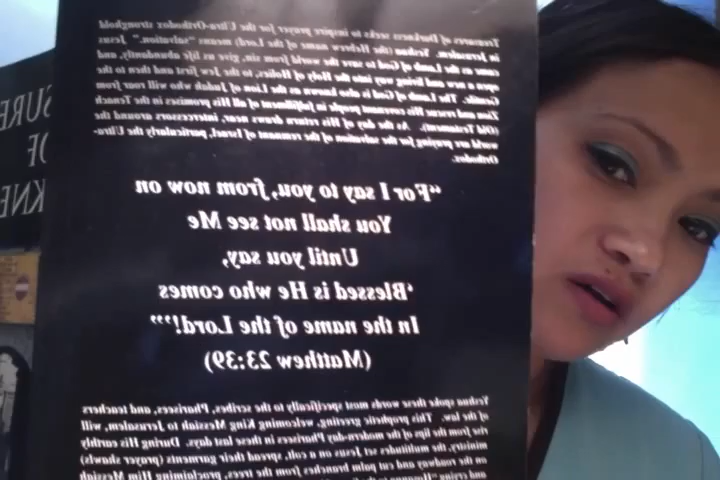 SURE
OF
KNE
Treasures of Darkness seeks to inspire prayer for the Ultra-Orthodox stronghold
in Jerusalem. Yeshua (the Hebrew name of the Lord) means "salvation." Jesus
came as the Lamb of God to save the world from sin, give us life abundantly, and
open a new and living way into the Holy of Holies, to the Jew first and then to the
Gentile. The Lamb of God also known as the Lion of Judah who will roar from
Zion and rescue His covenant people in fulfillment of all His promises in the Tenach
(Old Testament). As the day of His return draws near, intercessors around the
world are praying for the salvation of the remnant of Israel, particularly the Ultra-
Orthodox.
"For I say to you, from now on
You shall not see Me
Until you say,
'Blessed is He who comes
In the name of the Lord!'"
(Matthew 23:39)
Yeshua spoke these words most specifically to the scribes, Pharisees, and teachers
of the law. This prophetic greeting, welcoming King Messiah to Jerusalem, will
rise from the lips of the modern-day Pharisees in these last days. During His earthly
ministry, the multitudes set Jesus on a colt, spread their garments (prayer shawls)
on the roadway and cut palm branches from the trees, proclaiming Him Messiah